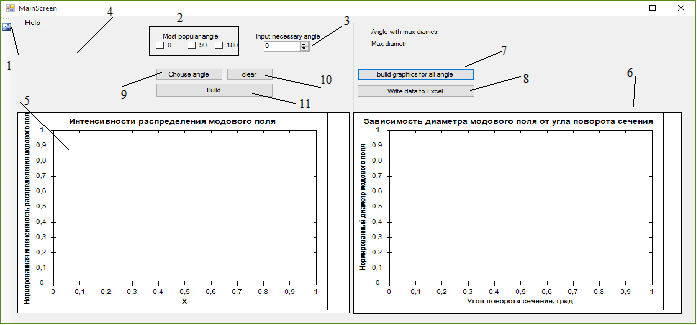 MainScreen
Help
4
2
3
1
Most popular angle
0
90
180
Input necessary angle
0
Angle with max diametr
Max diametr
7
Chouse angle
clear
Build
build graphics for all angle
Write data to Excel
9
10
11
8
5
6
Интенсивности распределения модового поля
Нормированная интенсивность распределения модового поля
1
0,9
0,8
0,7
0,6
0,5
0,4
0,3
0,2
0,1
0
0 0,1 0,2 0,3 0,4 0,5 0,6 0,7 0,8 0,9 1
X
Зависимость диаметра модового поля от угла поворота сечения
Нормированный диаметр модового поля
1
0,9
0,8
0,7
0,6
0,5
0,4
0,3
0,2
0,1
0
0 0,1 0,2 0,3 0,4 0,5 0,6 0,7 0,8 0,9 1
Угол поворота сечения, град